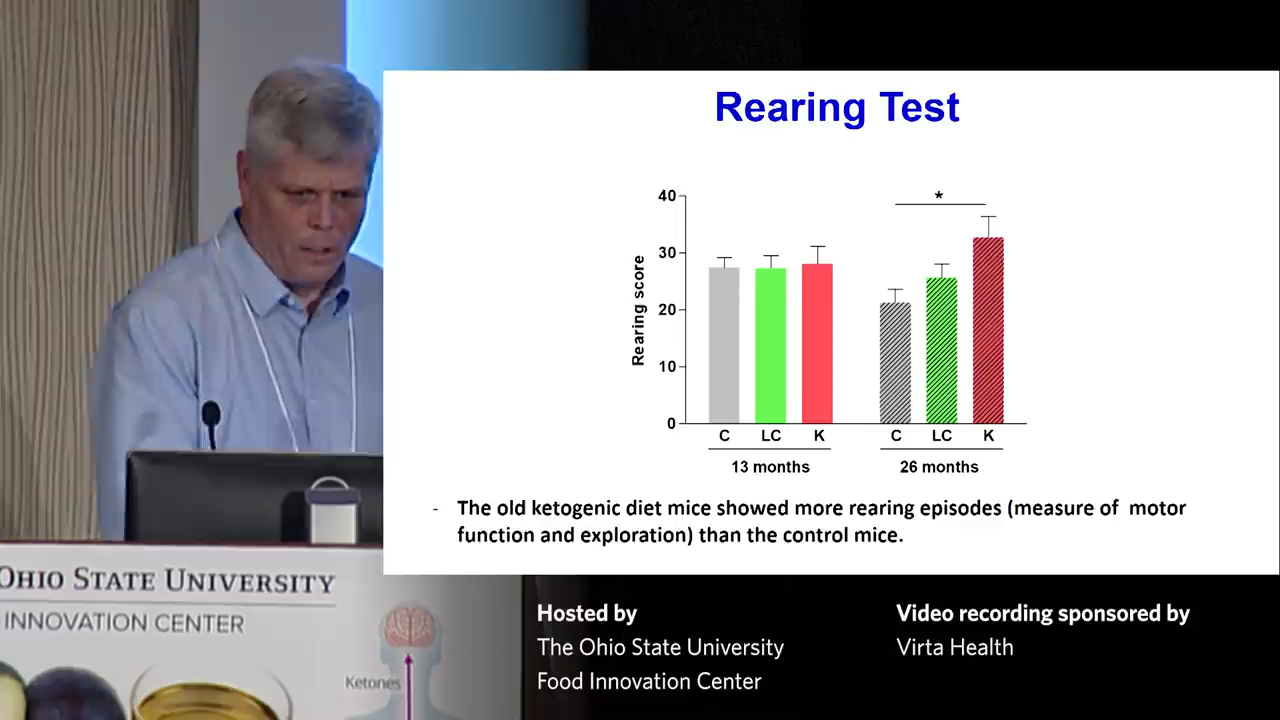 Rearing Test
40
*
30
20
10
0
Rearing score
C LC K C LC K
13 months 26 months
- The old ketogenic diet mice showed more rearing episodes (measure of motor
function and exploration) than the control mice.
OHIO STATE UNIVERSITY
INNOVATION CENTER
Ketones
Hosted by
The Ohio State University
Food Innovation Center
Video recording sponsored by
Virta Health